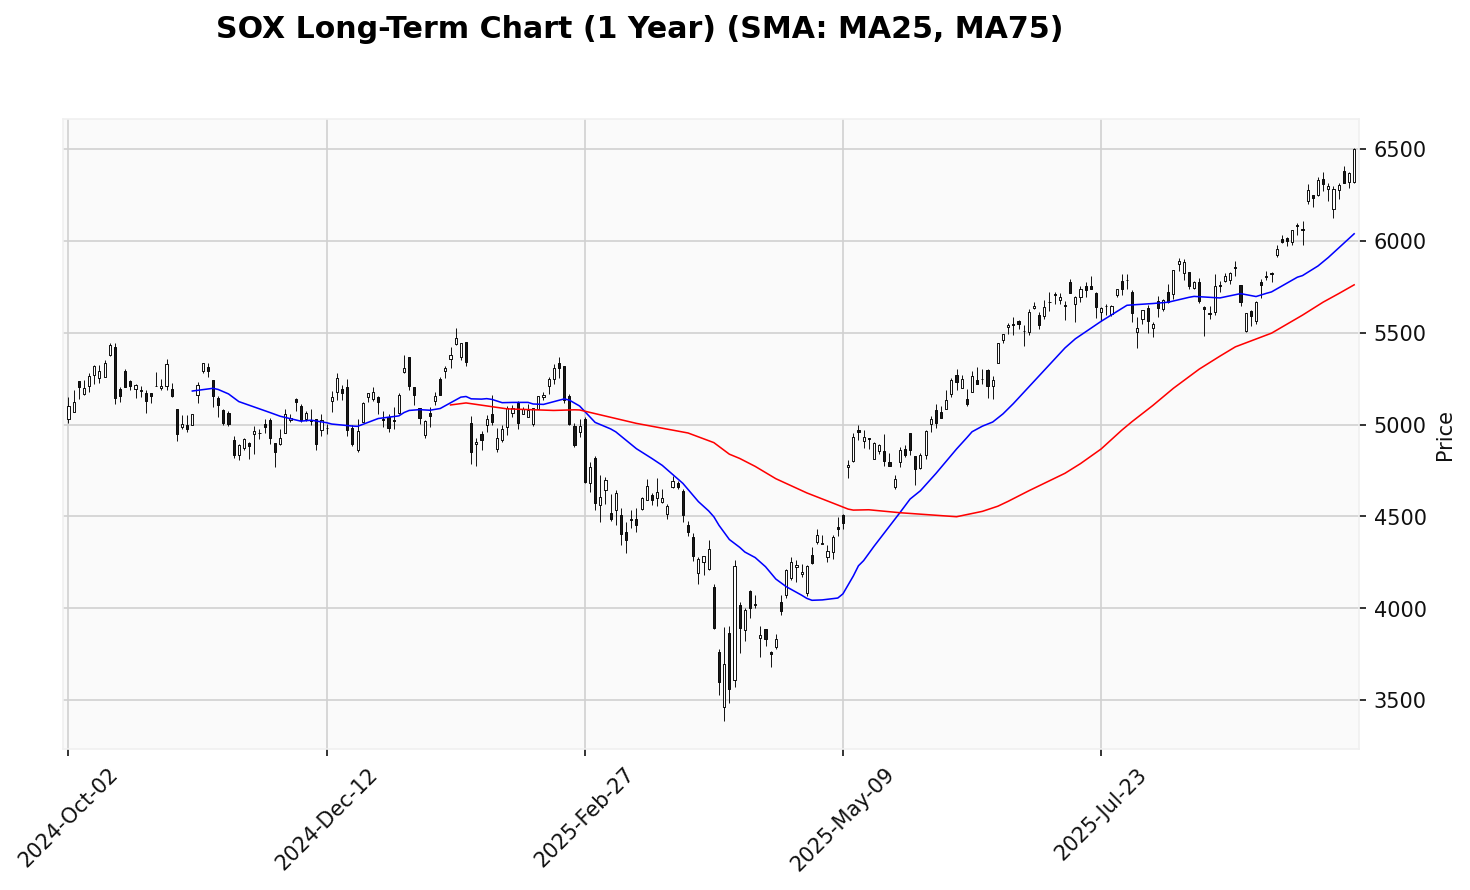 SOX Long-Term Chart (1 Year) (SMA: MA25, MA75)
6500
6000
5500
5000
4500
4000
3500
Price
2024-Oct-02
2024-Dec-12
2025-Feb-27
2025-May-09
2025-Jul-23